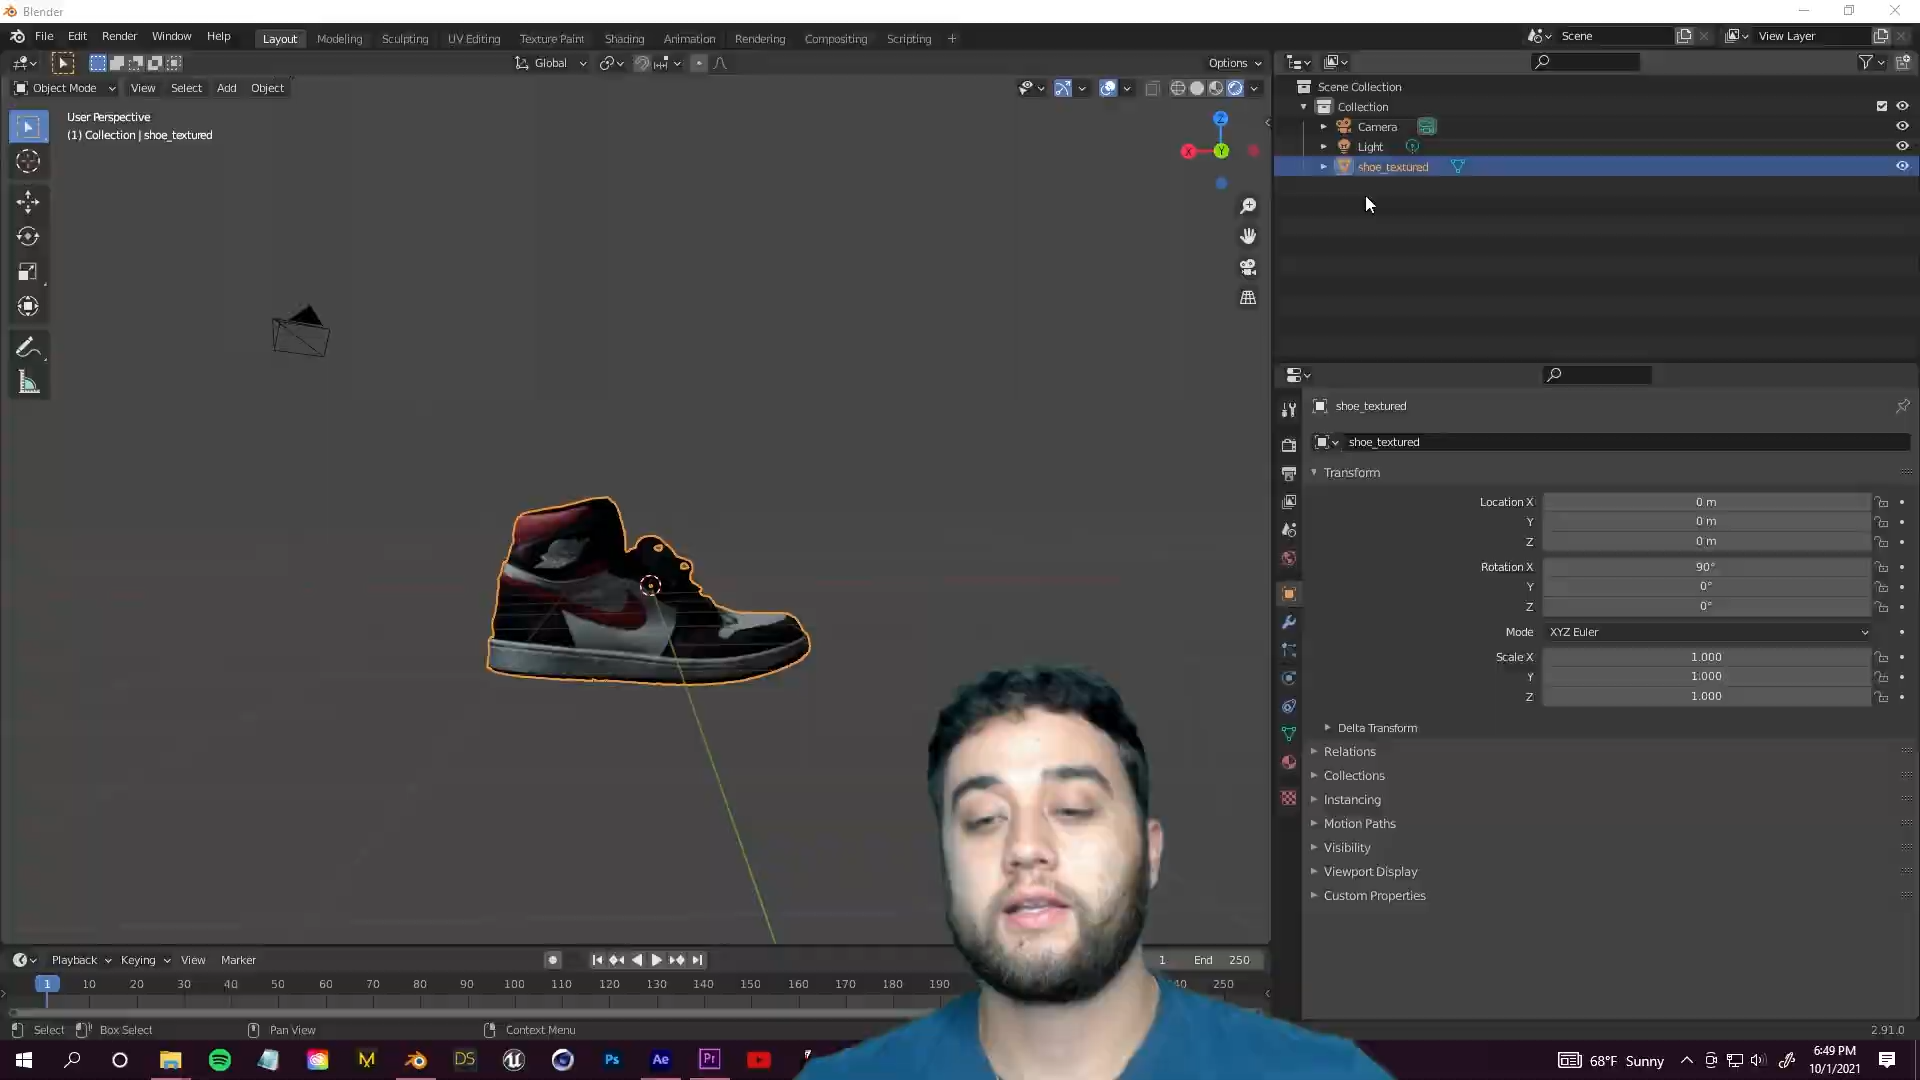 Blender
File Edit Render Window Help
Layout Modeling Sculpting UV Editing Texture Paint Shading Animation Rendering Compositing Scripting +
Scene
View Layer
Global
Options
Object Mode View Select Add Object
User Perspective
(1) Collection | shoe_textured
Z
X
Y
Scene Collection
Collection
Camera
Light
shoe_textured
shoe_textured
shoe_textured
Transform
Location X 0 m
Y 0 m
Z 0 m
Rotation X 90°
Y 0°
Z 0°
Mode XYZ Euler
Scale X 1.000
Y 1.000
Z 1.000
Delta Transform
Relations
Collections
Instancing
Motion Paths
Visibility
Viewport Display
Custom Properties
Playback Keying View Marker
1 End 250
1 10 20 30 40 50 60 70 80 90 100 110 120 130 140 150 160 170 180 190 40 250
Select Box Select Pan View Context Menu
2.91.0
M DS Ps Ae Pr
68°F Sunny
6:49 PM
10/1/2021